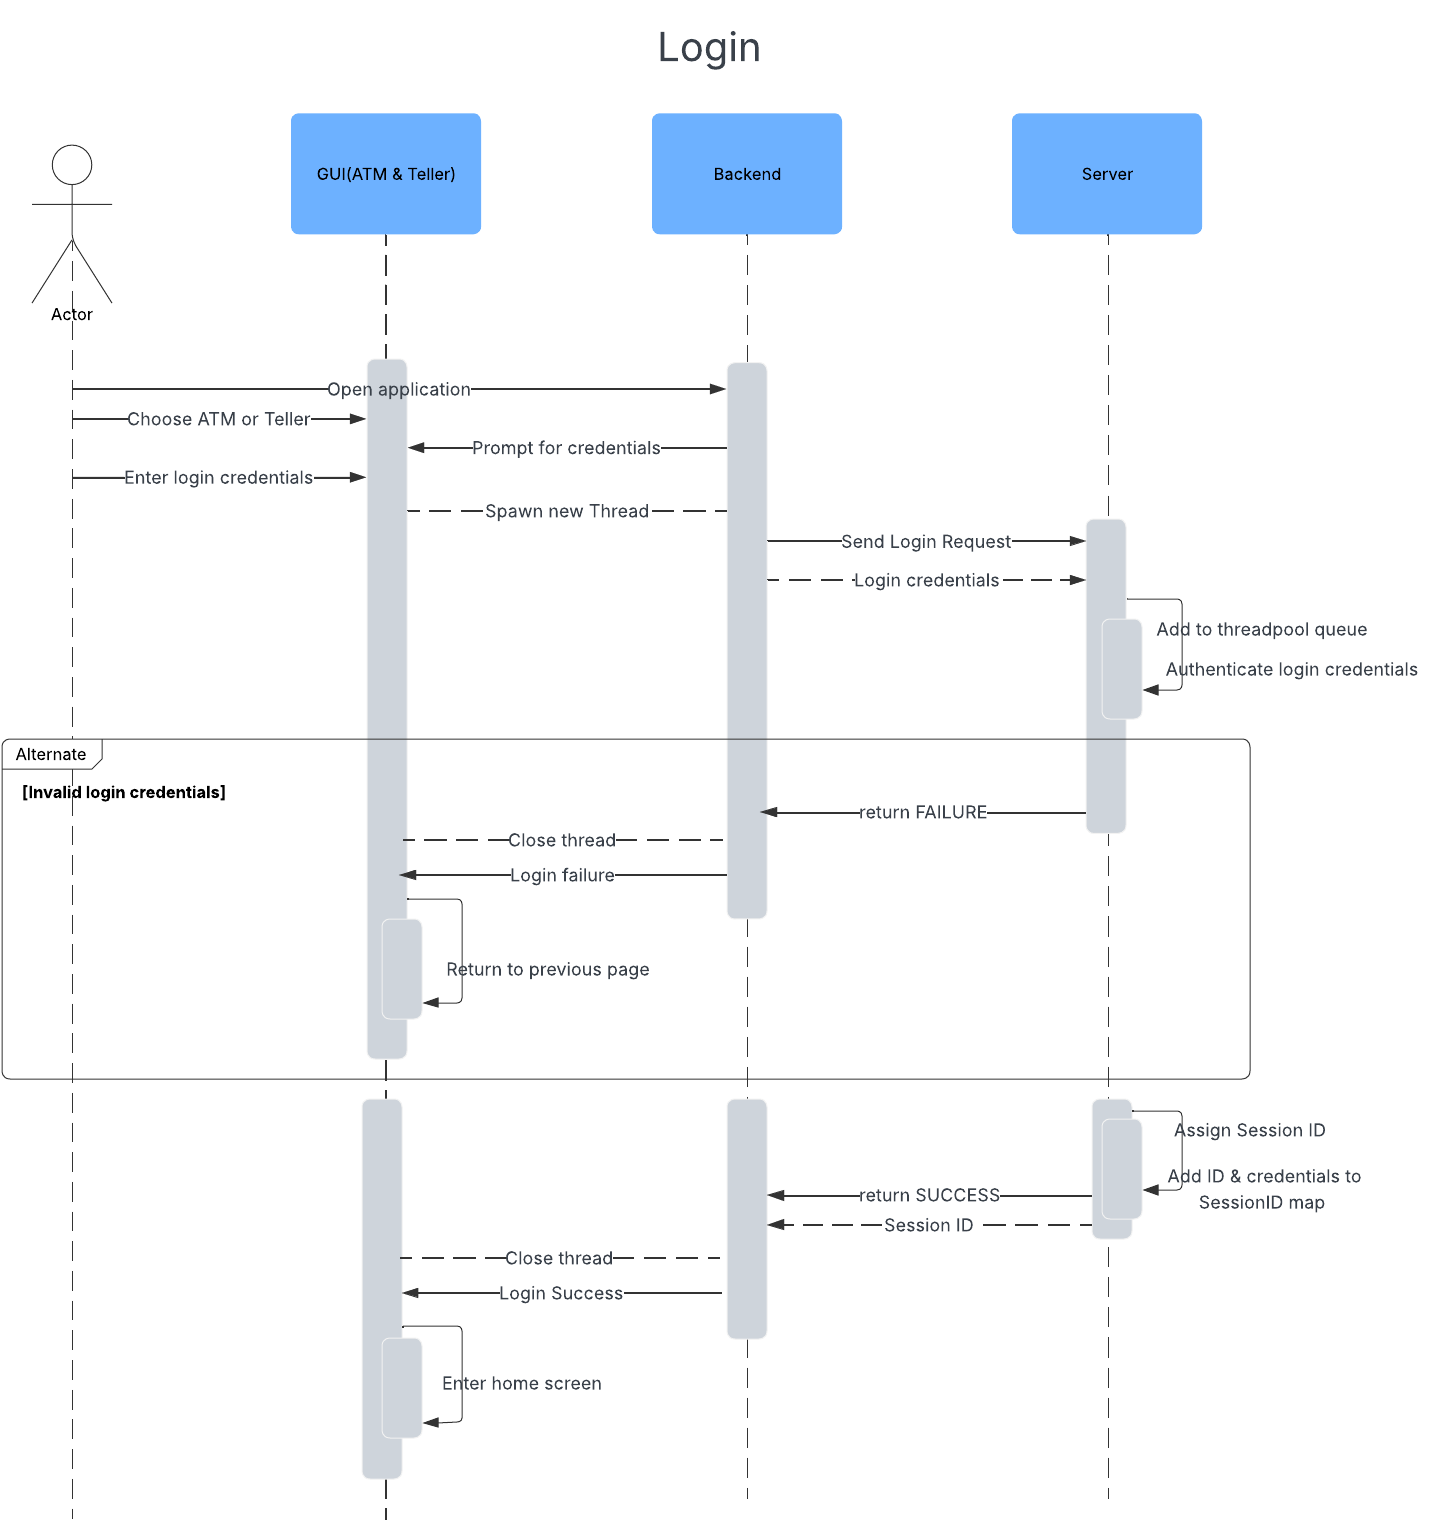 Login
GUI(ATM & Teller)
Backend
Server
Actor
Open application
Choose ATM or Teller
Prompt for credentials
Enter login credentials
Spawn new Thread
Send Login Request
Login credentials
Add to threadpool queue
Authenticate login credentials
Alternate
[Invalid login credentials]
return FAILURE
Close thread
Login failure
Return to previous page
Assign Session ID
Add ID & credentials to
SessionID map
return SUCCESS
Session ID
Close thread
Login Success
Enter home screen